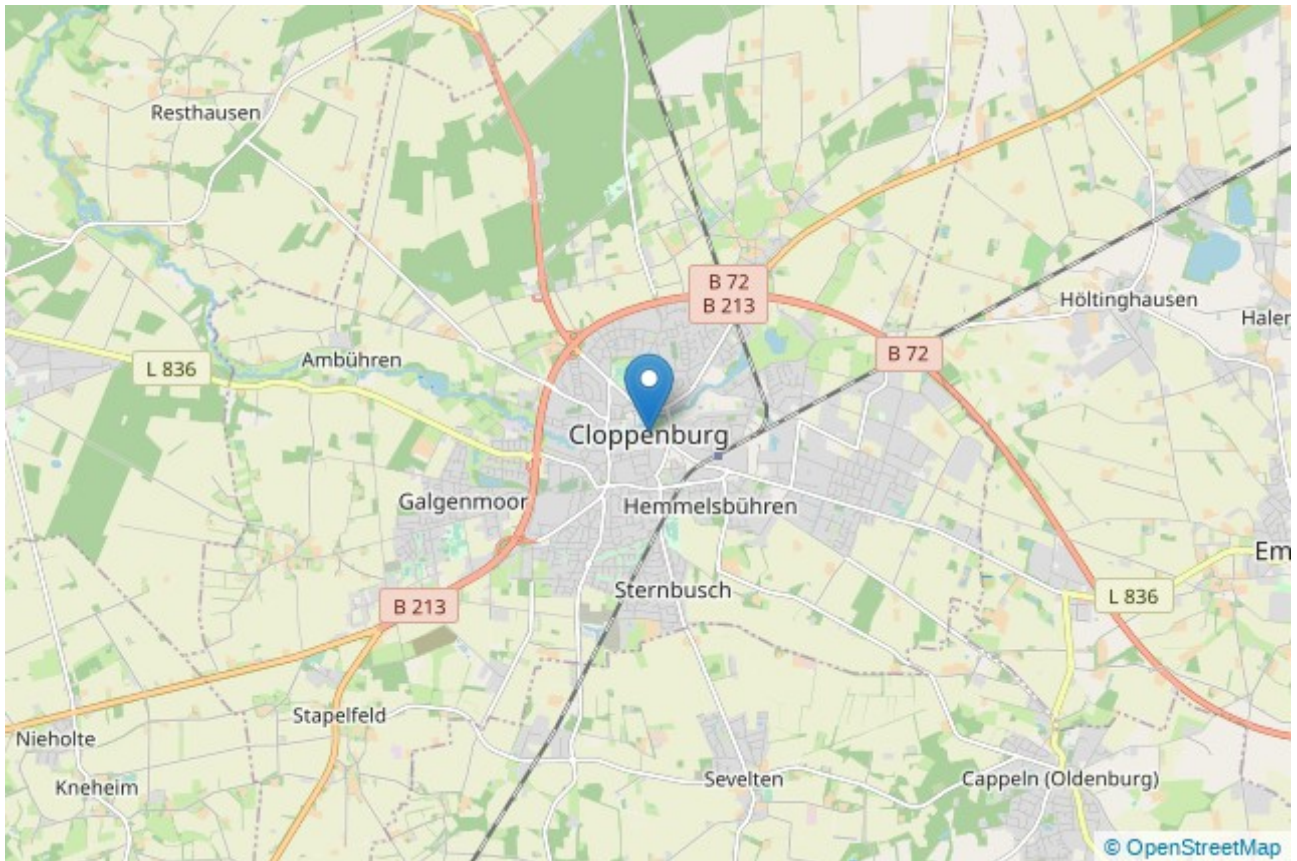 Resthausen
B 72
B 213
Höltinghausen
Haler
Ambühren
L 836
B 72
Cloppenburg
Galgenmoor
Hemmelsbühren
Em
Sternbusch
B 213
L 836
Stapelfeld
Nieholte
Kneheim
Sevelten
Cappeln (Oldenburg)
© OpenStreetMap